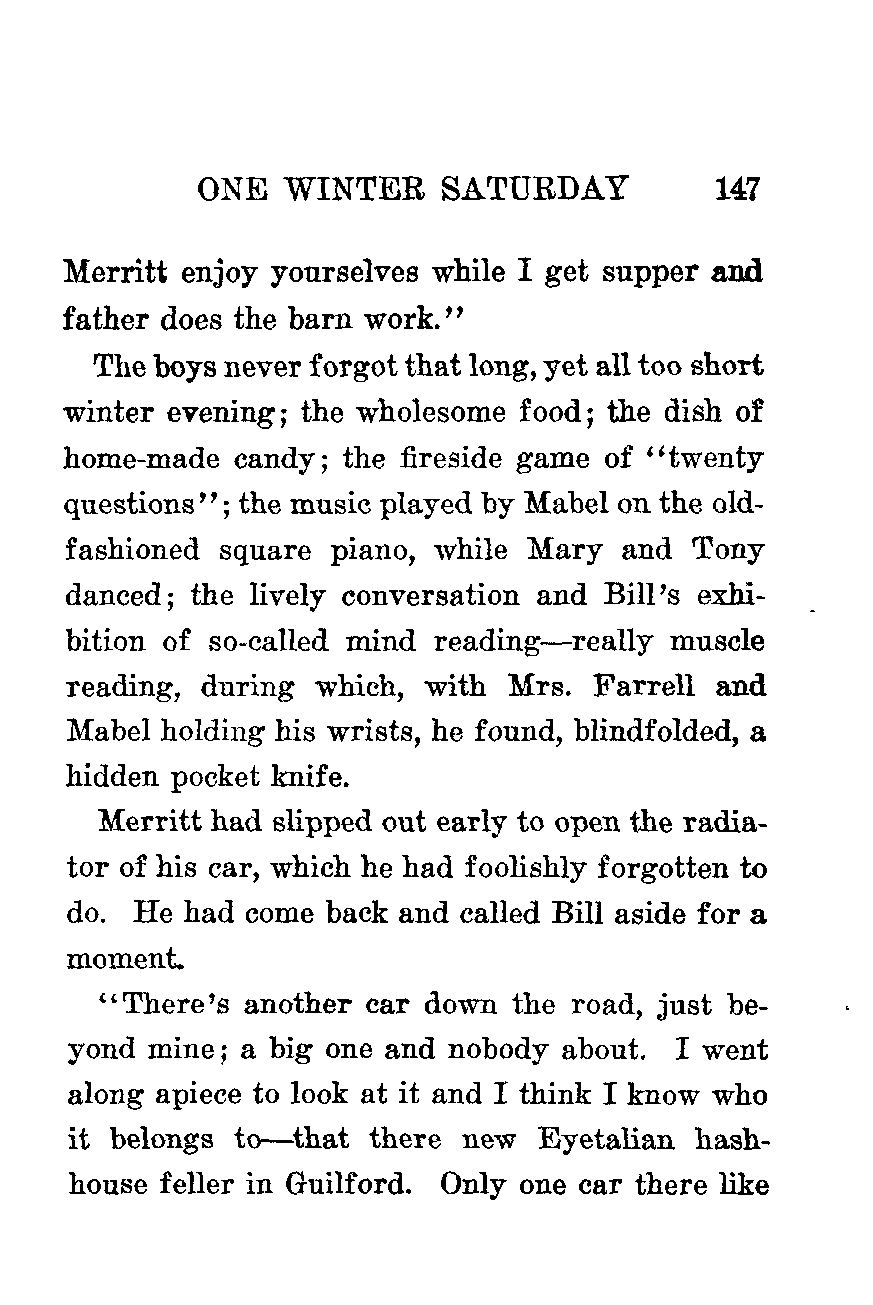 ONE WINTER SATURDAY 147
Merritt enjoy yourselves while I get supper and
father does the barn work.''
The boys never forgot that long, yet all too short
winter evening; the wholesome food; the dish of
home-made candy; the fireside game of ''twenty
questions''; the music played by Mabel on the old-
fashioned square piano, while Mary and Tony
danced; the lively conversation and Bill's exhi-
bition of so-called mind reading—really muscle
reading, during which, with Mrs. Farrell and
Mabel holding his wrists, he found, blindfolded, a
hidden pocket knife.
Merritt had slipped out early to open the radia-
tor of his car, which he had foolishly forgotten to
do. He had come back and called Bill aside for a
moment.
''There's another car down the road, just be-
yond mine; a big one and nobody about. I went
along apiece to look at it and I think I know who
it belongs to—that there new Eyetalian hash-
house feller in Guilford. Only one car there like